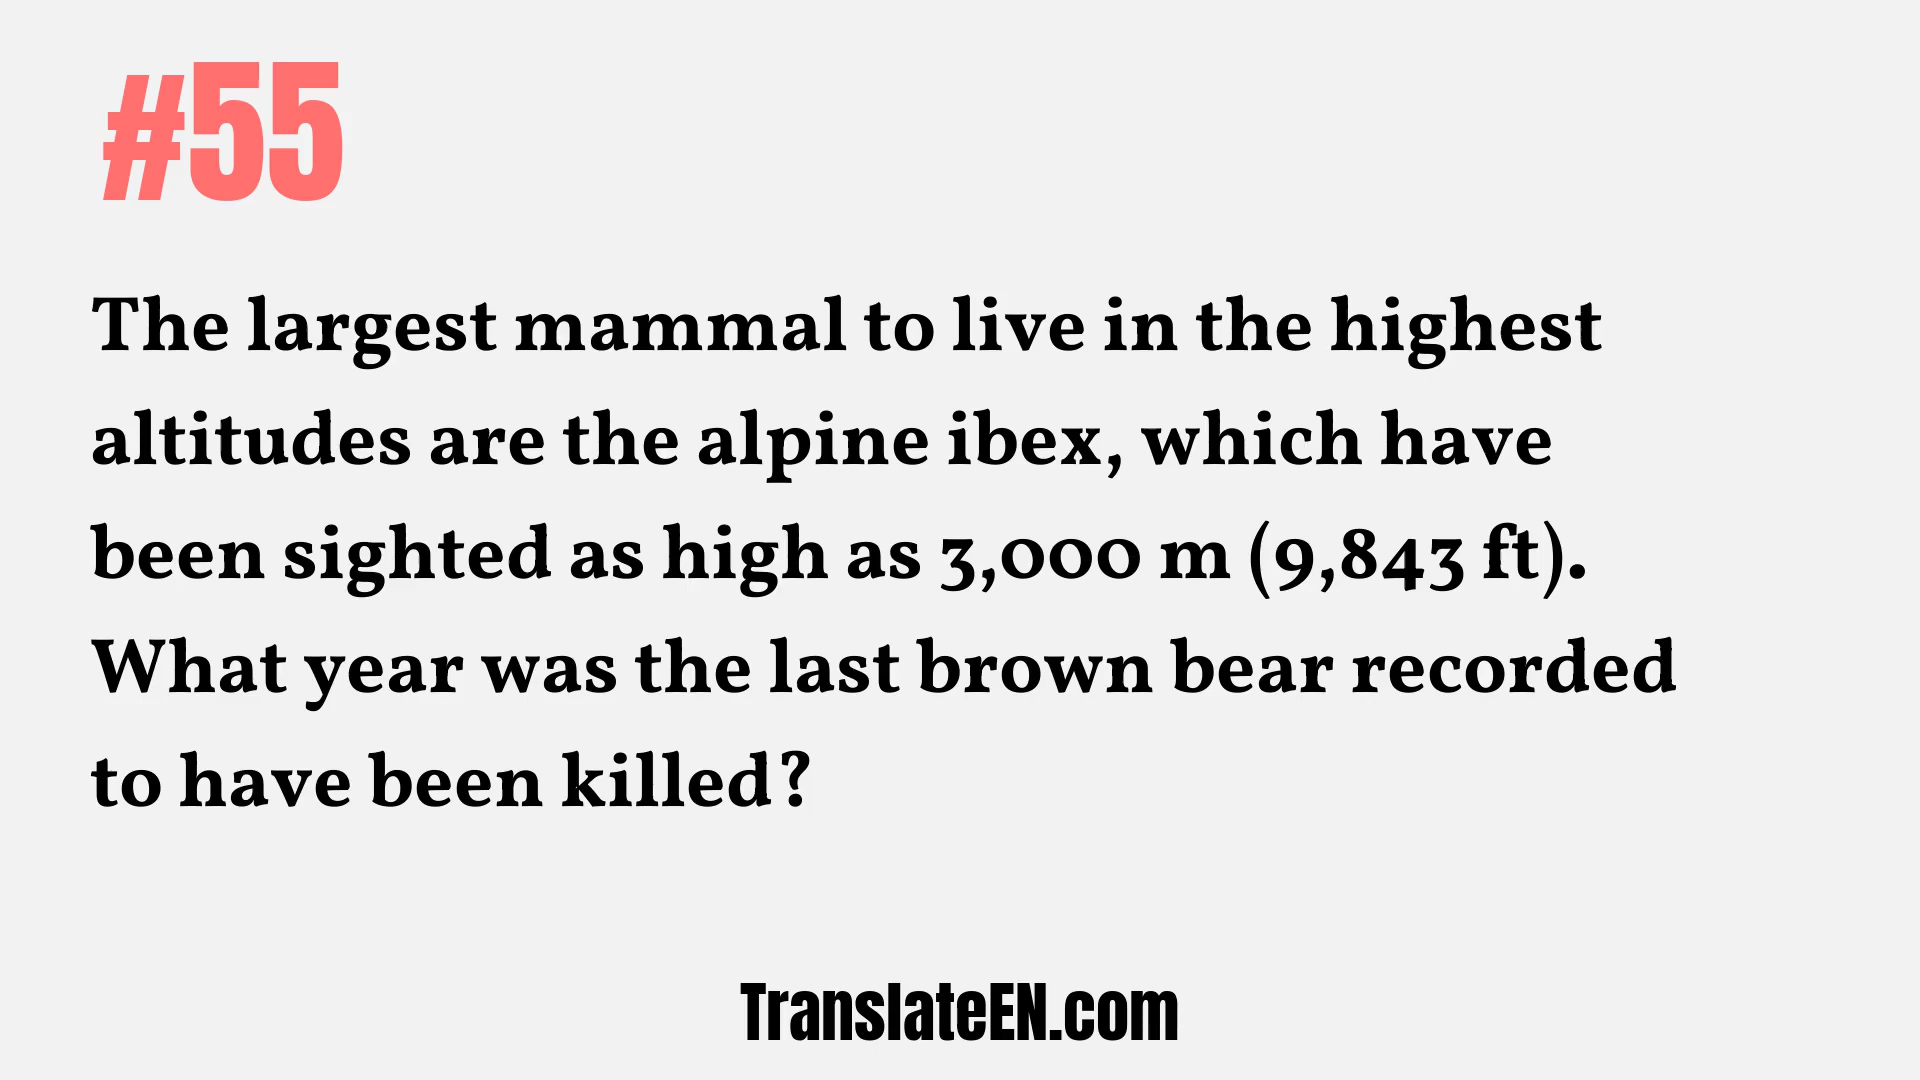 #55
The largest mammal to live in the highest
altitudes are the alpine ibex, which have
been sighted as high as 3,000 m (9,843 ft).
What year was the last brown bear recorded
to have been killed?
TranslateEN.com